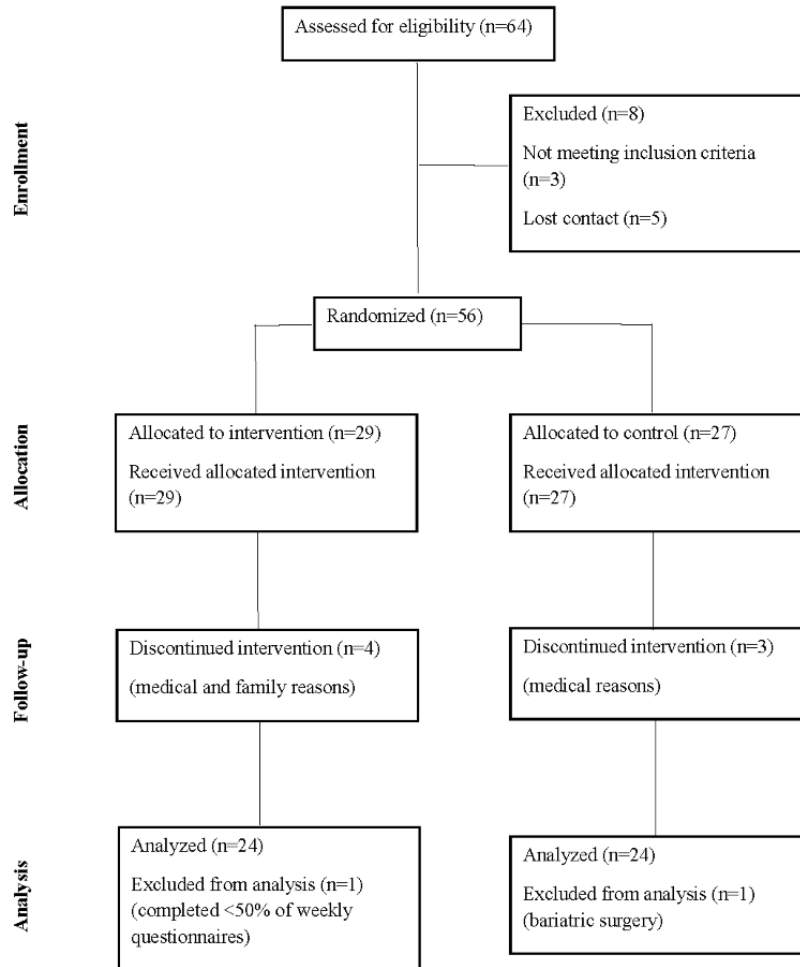 Assessed for eligibility (n=64)
Enrollment
Excluded (n=8)
Not meeting inclusion criteria
(n=3)
Lost contact (n=5)
Randomized (n=56)
Allocation
Allocated to intervention (n=29)
Received allocated intervention
(n=29)
Allocated to control (n=27)
Received allocated intervention
(n=27)
Follow-up
Discontinued intervention (n=4)
(medical and family reasons)
Discontinued intervention (n=3)
(medical reasons)
Analysis
Analyzed (n=24)
Excluded from analysis (n=1)
(completed <50% of weekly
questionnaires)
Analyzed (n=24)
Excluded from analysis (n=1)
(bariatric surgery)